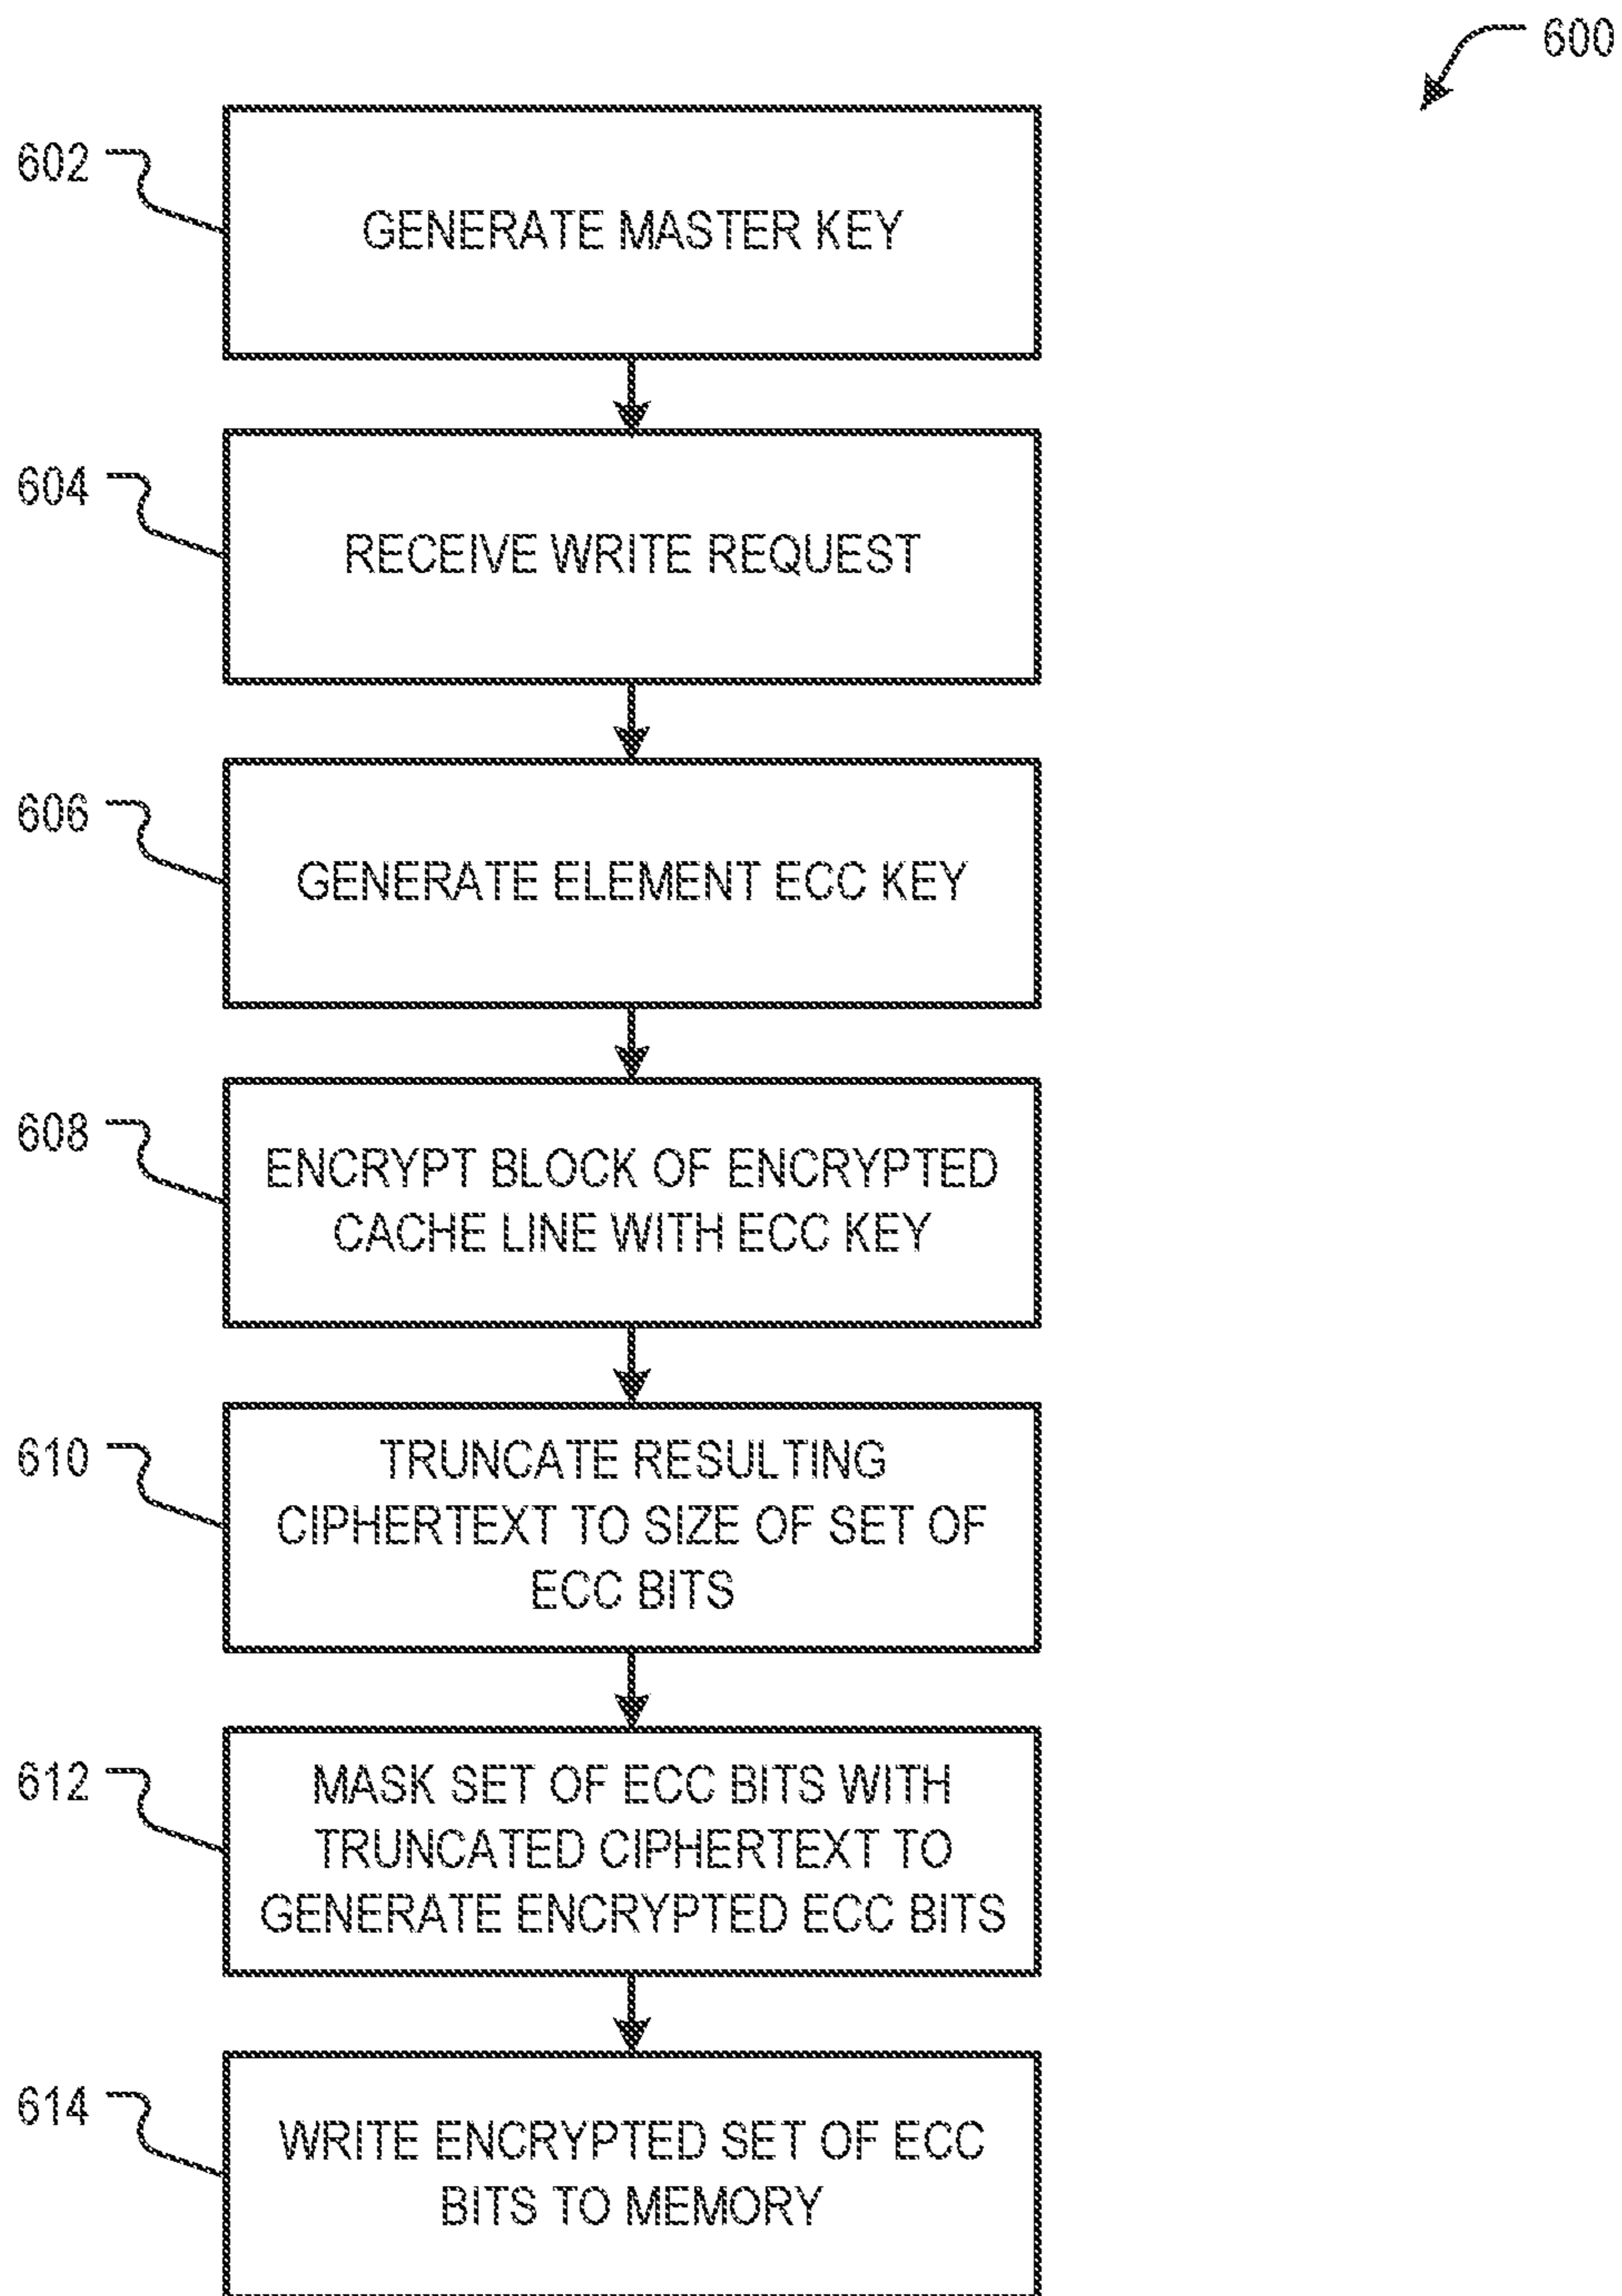 600
602
GENERATE MASTER KEY
604
RECEIVE WRITE REQUEST
606
GENERATE ELEMENT ECC KEY
608
ENCRYPT BLOCK OF ENCRYPTED
CACHE LINE WITH ECC KEY
610
TRUNCATE RESULTING
CIPHERTEXT TO SIZE OF SET OF
ECC BITS
612
MASK SET OF ECC BITS WITH
TRUNCATED CIPHERTEXT TO
GENERATE ENCRYPTED ECC BITS
614
WRITE ENCRYPTED SET OF ECC
BITS TO MEMORY